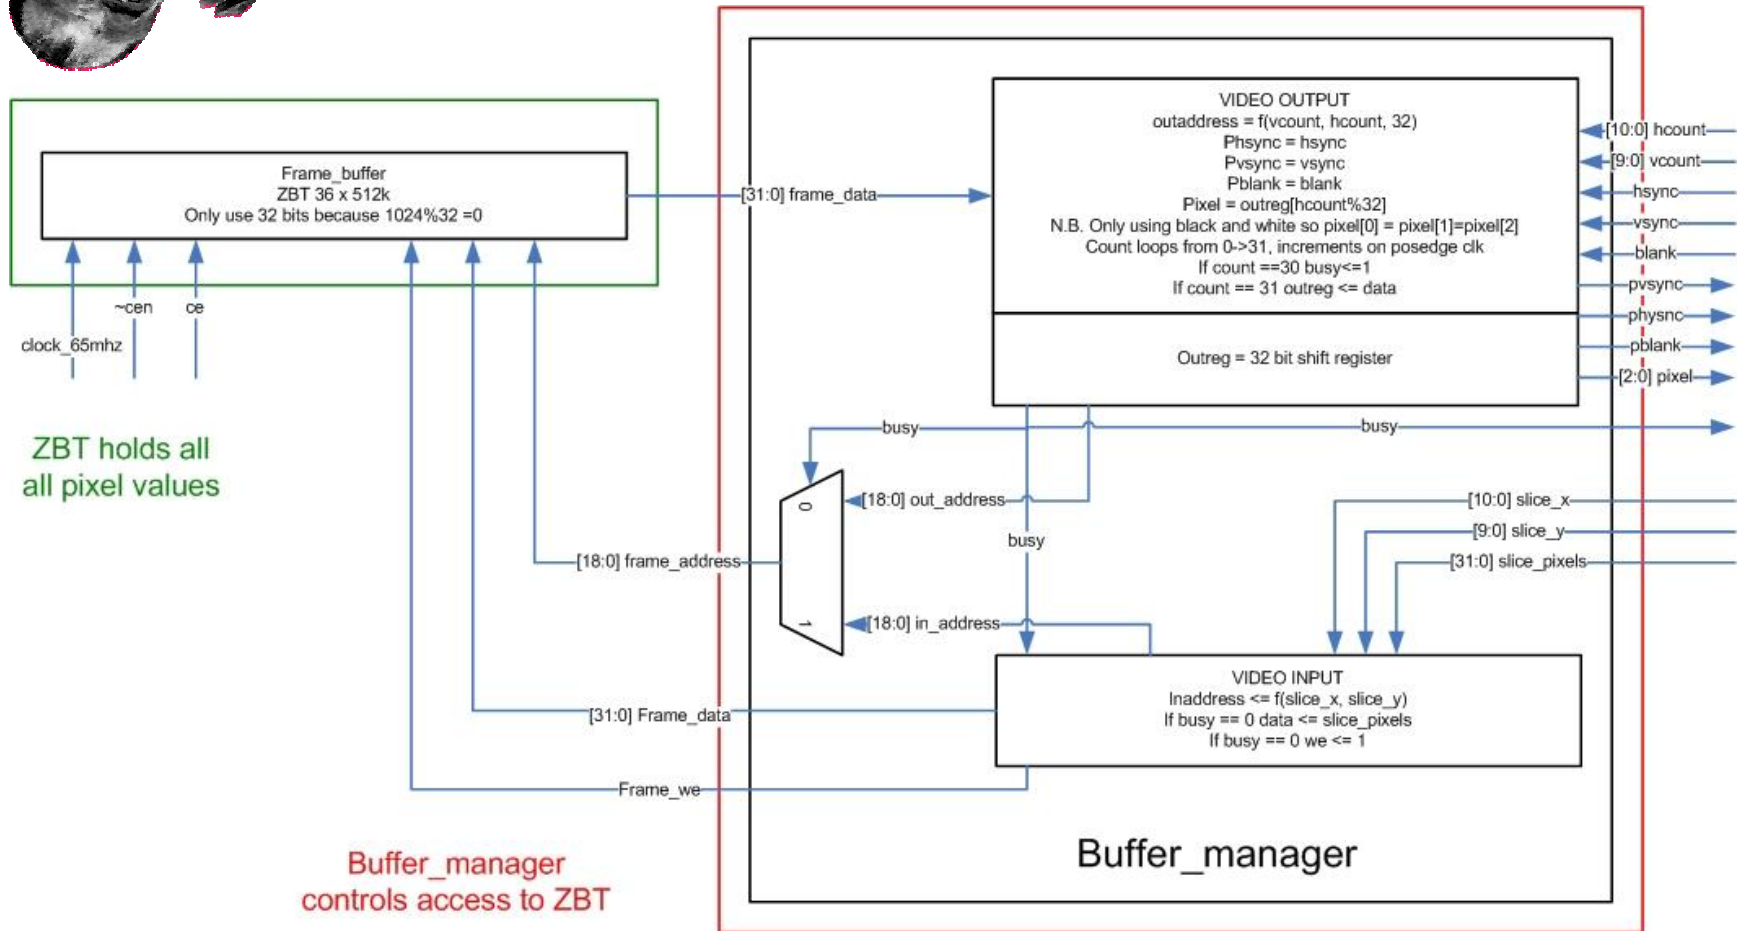 VIDEO OUTPUT
outaddress = f(vcount, hcount, 32)
Phsync = hsync
Pvsync = vsync
Pblank = blank
Pixel = outreg[hcount%32]
N.B. Only using black and white so pixel[0] = pixel[1]=pixel[2]
Count loops from 0->31, increments on posedge clk
If count ==30 busy<=1
If count == 31 outreg <= data
Outreg = 32 bit shift register
[10:0] hcount
[9:0] vcount
hsync
vsync
blank
pvsync
physnc
pblank
[2:0] pixel
Frame_buffer
ZBT 36 x 512k
Only use 32 bits because 1024%32 =0
[31:0] frame_data
~cen
ce
clock_65mhz
ZBT holds all
all pixel values
busy
busy
0
[18:0] out_address
[10:0] slice_x
[9:0] slice_y
busy
[18:0] frame_address
[31:0] slice_pixels
1
[18:0] in_address
VIDEO INPUT
Inaddress <= f(slice_x, slice_y)
If busy == 0 data <= slice_pixels
If busy == 0 we <= 1
[31:0] Frame_data
Frame_we
Buffer_manager
Buffer_manager
controls access to ZBT